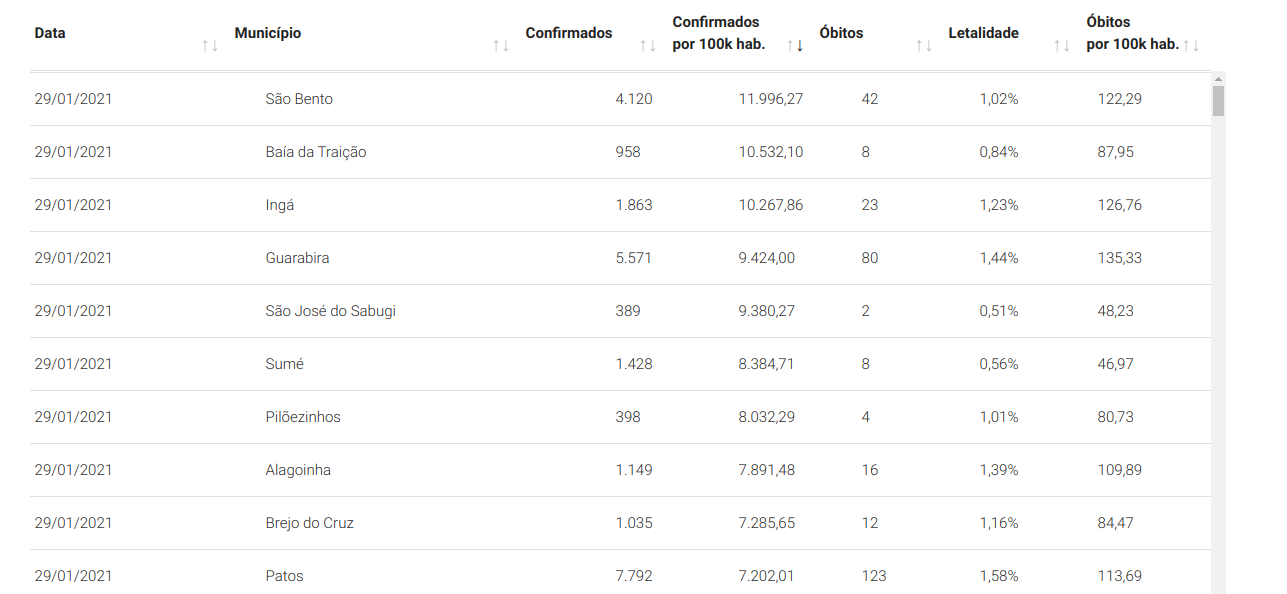 Data Município Confirmados Confirmados por 100k hab. Óbitos Letalidade Óbitos por 100k hab.
29/01/2021 São Bento 4.120 11.996,27 42 1,02% 122,29
29/01/2021 Baía da Traição 958 10.532,10 8 0,84% 87,95
29/01/2021 Ingá 1.863 10.267,86 23 1,23% 126,76
29/01/2021 Guarabira 5.571 9.424,00 80 1,44% 135,33
29/01/2021 São José do Sabugi 389 9.380,27 2 0,51% 48,23
29/01/2021 Sumé 1.428 8.384,71 8 0,56% 46,97
29/01/2021 Pilõezinhos 398 8.032,29 4 1,01% 80,73
29/01/2021 Alagoinha 1.149 7.891,48 16 1,39% 109,89
29/01/2021 Brejo do Cruz 1.035 7.285,65 12 1,16% 84,47
29/01/2021 Patos 7.792 7.202,01 123 1,58% 113,69